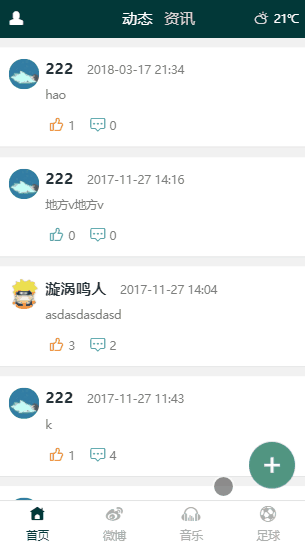 动态 资讯 21℃
222 2018-03-17 21:34
hao
1 0
222 2017-11-27 14:16
地方v地方v
0 0
漩涡鸣人 2017-11-27 14:04
asdasdasdasd
3 2
222 2017-11-27 11:43
k
1 4
首页 微博 音乐 足球